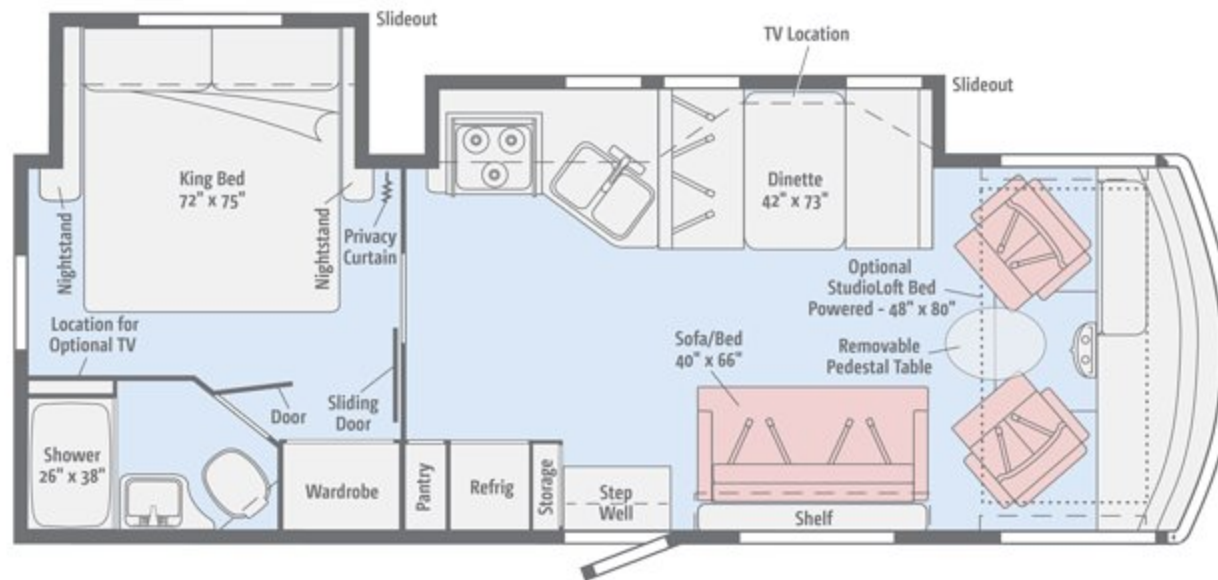 Slideout
TV Location
Slideout
King Bed
72" x 75"
Nightstand
Nightstand
Privacy
Curtain
Dinette
42" x 73"
Optional
StudioLoft Bed
Powered - 48" x 80"
Location for
Optional TV
Sofa/Bed
40" x 66"
Removable
Pedestal Table
Door
Sliding
Door
Shower
26" x 38"
Wardrobe
Pantry
Refrig
Storage
Step
Well
Shelf